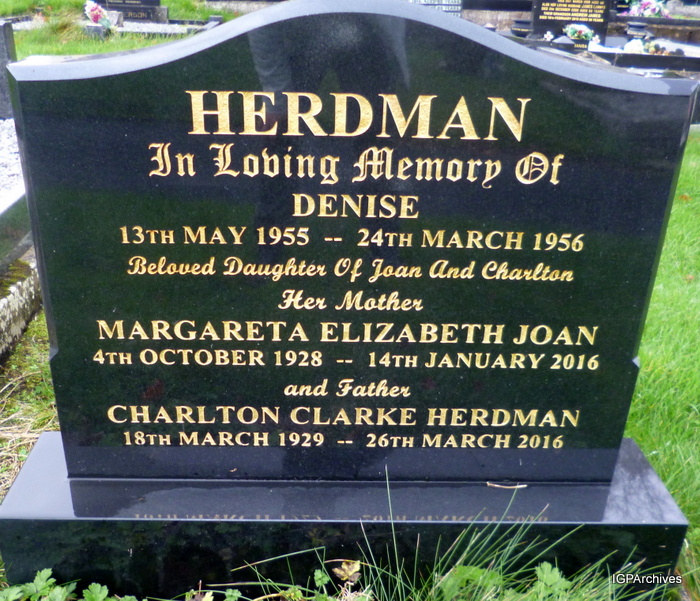 HERDMAN
In Loving Memory Of
DENISE
13TH MAY 1955 -- 24TH MARCH 1956
Beloved Daughter Of Joan And Charlton
Her Mother
MARGARETA ELIZABETH JOAN
4TH OCTOBER 1928 -- 14TH JANUARY 2016
and Father
CHARLTON CLARKE HERDMAN
18TH MARCH 1929 -- 26TH MARCH 2016
IGPArchives